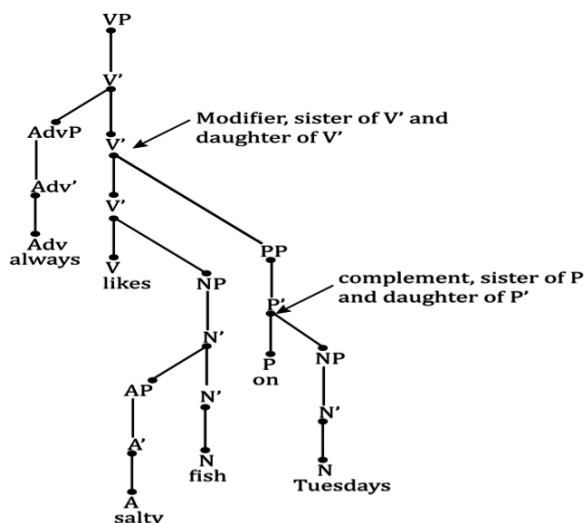 VP
V’
Modifier, sister of V’ and
daughter of V’
AdvP
V’
Adv’
V’
Adv
always
PP
V
likes
NP
complement, sister of P
and daughter of P’
P’
N’
P
on
NP
AP
N’
N’
A’
N
fish
N
Tuesdays
A
salty